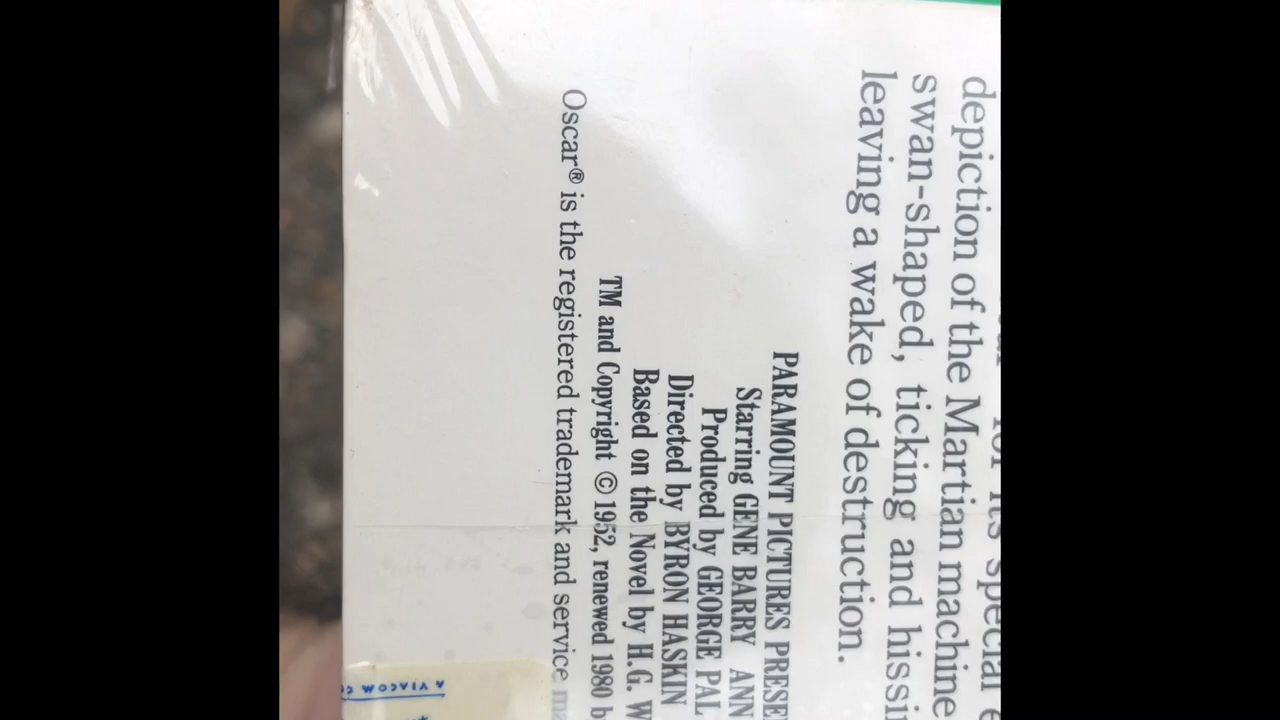 its special
depiction of the Martian machine
swan-shaped, ticking and
leaving a wake of destruction.
PARAMOUNT PICTURES
Starring GENE BARRY ANN
Produced by GEORGE PAL
Directed by BYRON HASKIN
Based on the Novel by H.G.
TM and Copyright © 1952, renewed 1980
Oscar® is the registered trademark and service
A VIACOM